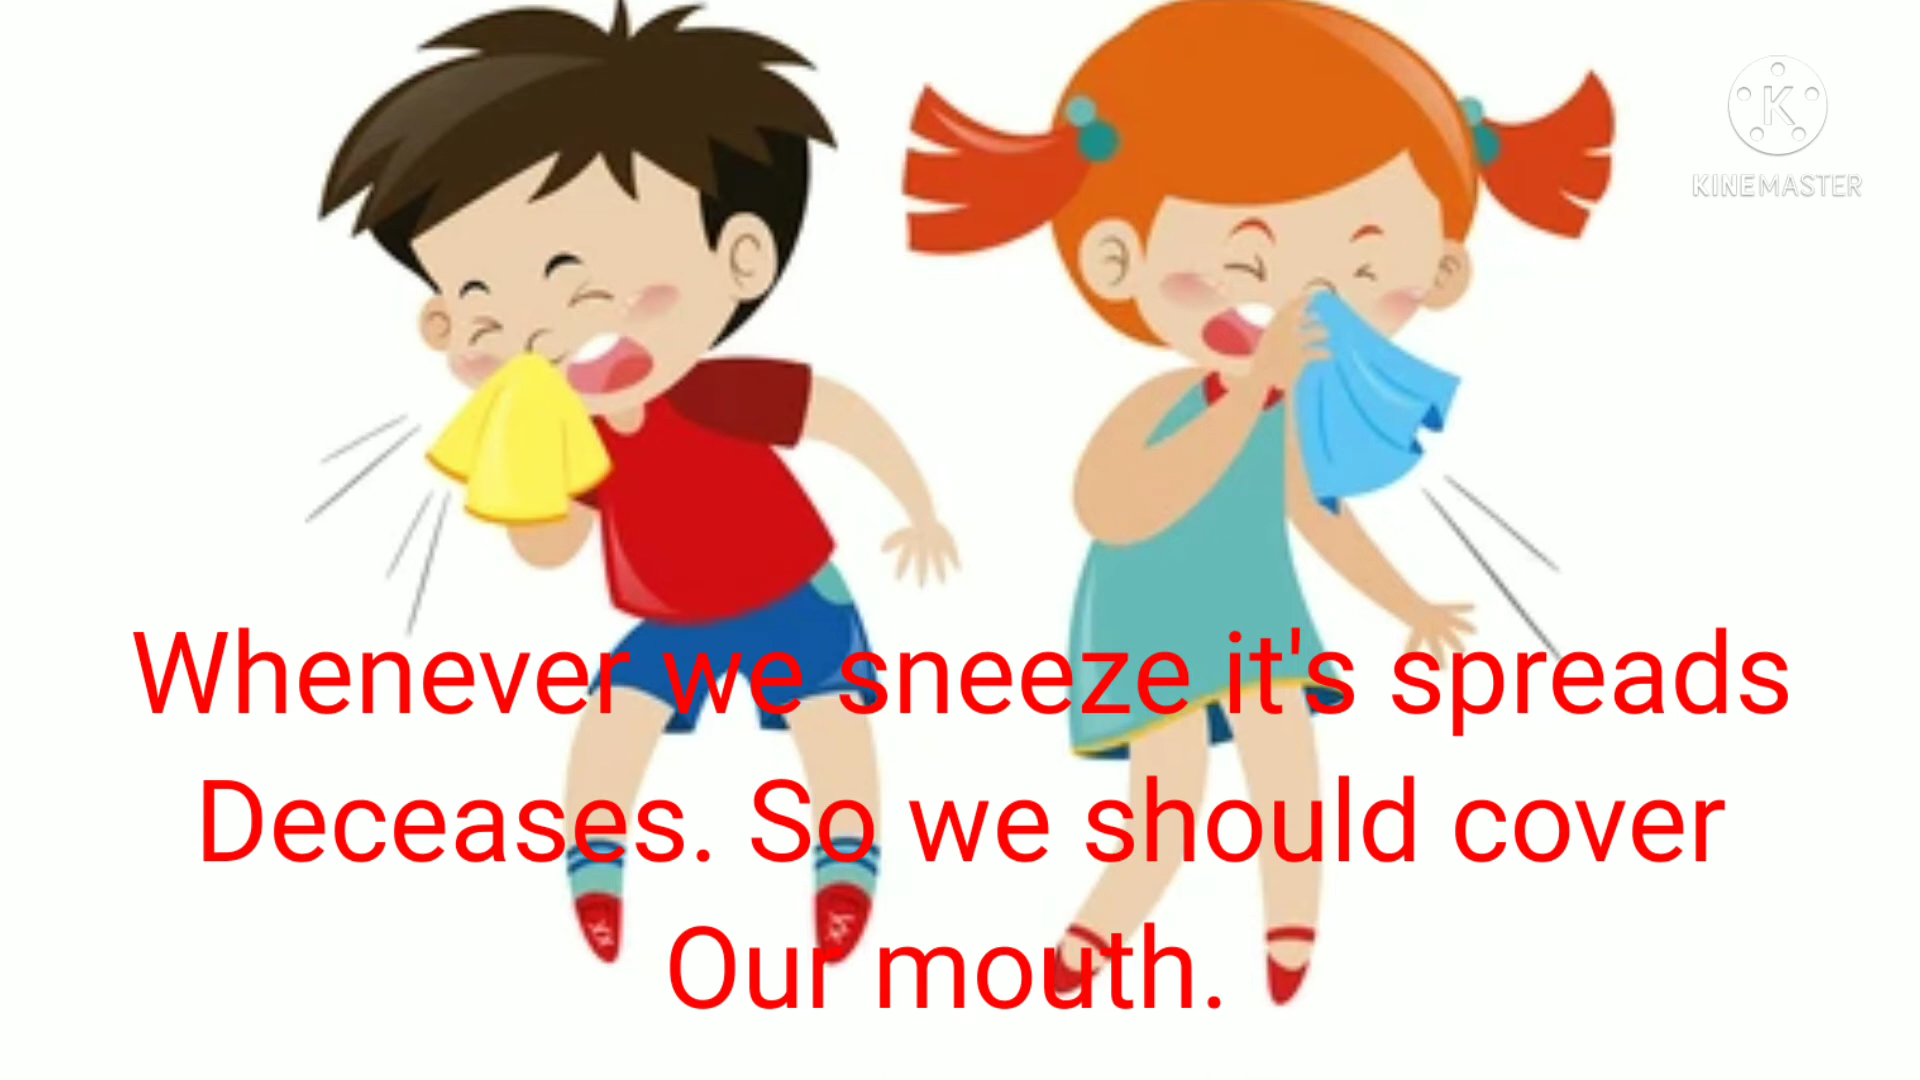 K
KINEMASTER
Whenever we sneeze it's spreads
Deceases. So we should cover
Our mouth.